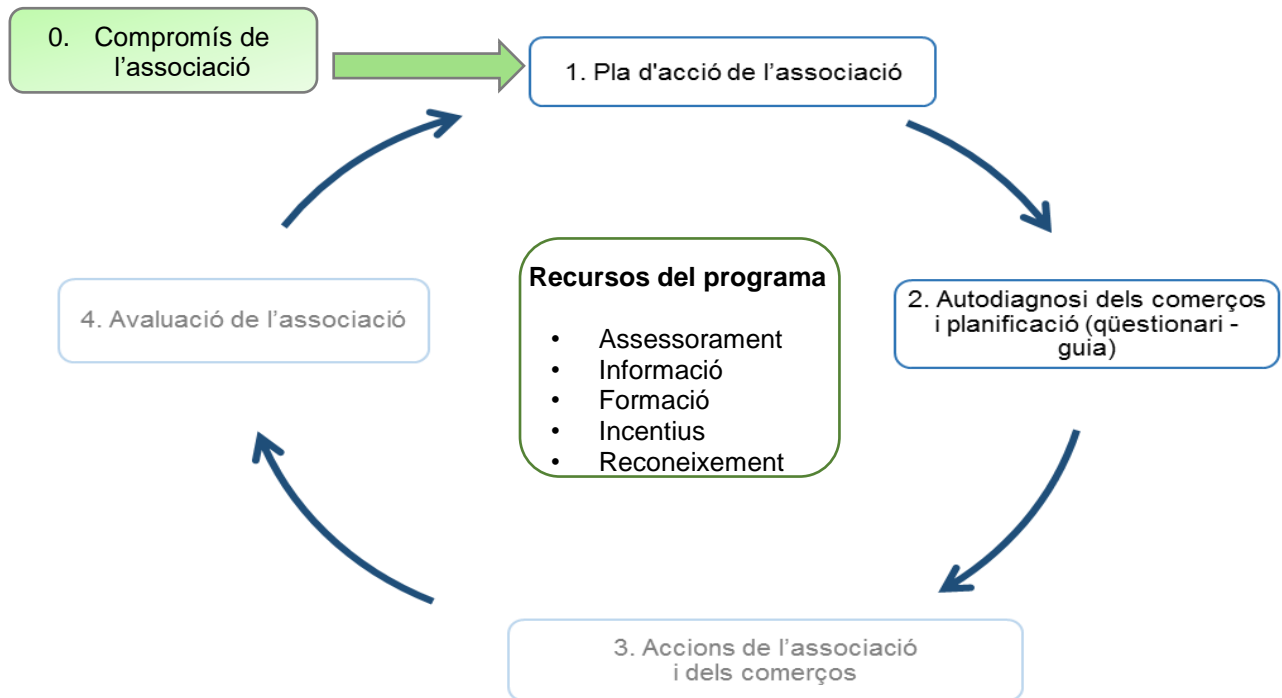 0. Compromís de
l’associació
1. Pla d'acció de l’associació
2. Autodiagnosi dels comerços
i planificació (qüestionari -
guia)
3. Accions de l’associació
i dels comerços
4. Avaluació de l’associació
Recursos del programa
• Assessorament
• Informació
• Formació
• Incentius
• Reconeixement